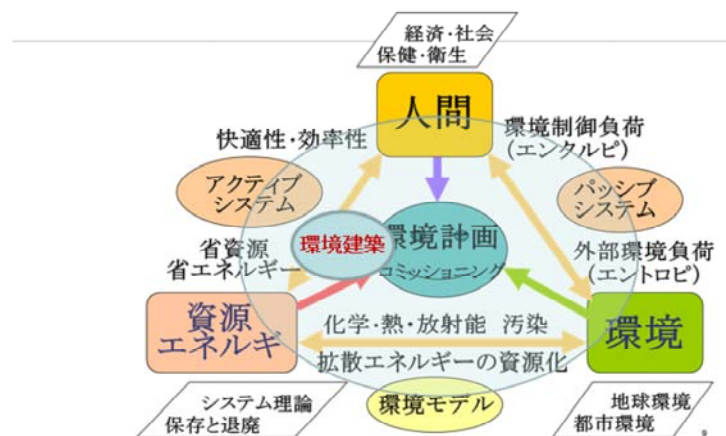 経済・社会
保健・衛生
人間
快適性・効率性
環境制御負荷
(エンタルピ)
アクティブ
システム
パッシブ
システム
環境建築
環境計画
コミッショニング
省資源
省エネルギー
外部環境負荷
(エントロピ)
資源
エネルギ
化学・熱・放射能 汚染
環境
拡散エネルギーの資源化
システム理論
保存と退廃
環境モデル
地球環境
都市環境